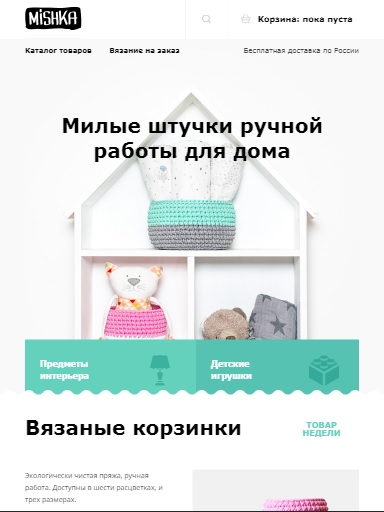 MiSHKA
Корзина: пока пуста
Каталог товаров
Вязание на заказ
Бесплатная доставка по России
Милые штучки ручной
работы для дома
Предметы
интерьера
Детские
игрушки
Вязаные корзинки
ТОВАР
НЕДЕЛИ
Экологически чистая пряжа, ручная
работа. Доступны в шести расцветках, и
трех размерах.